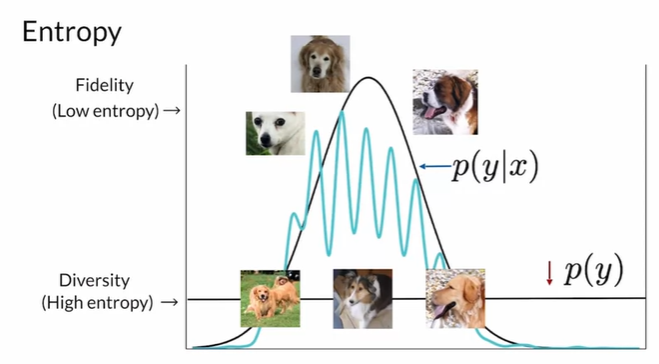 Entropy
Fidelity
(Low entropy) →
p(y|x)
Diversity
(High entropy) →
↓ p(y)